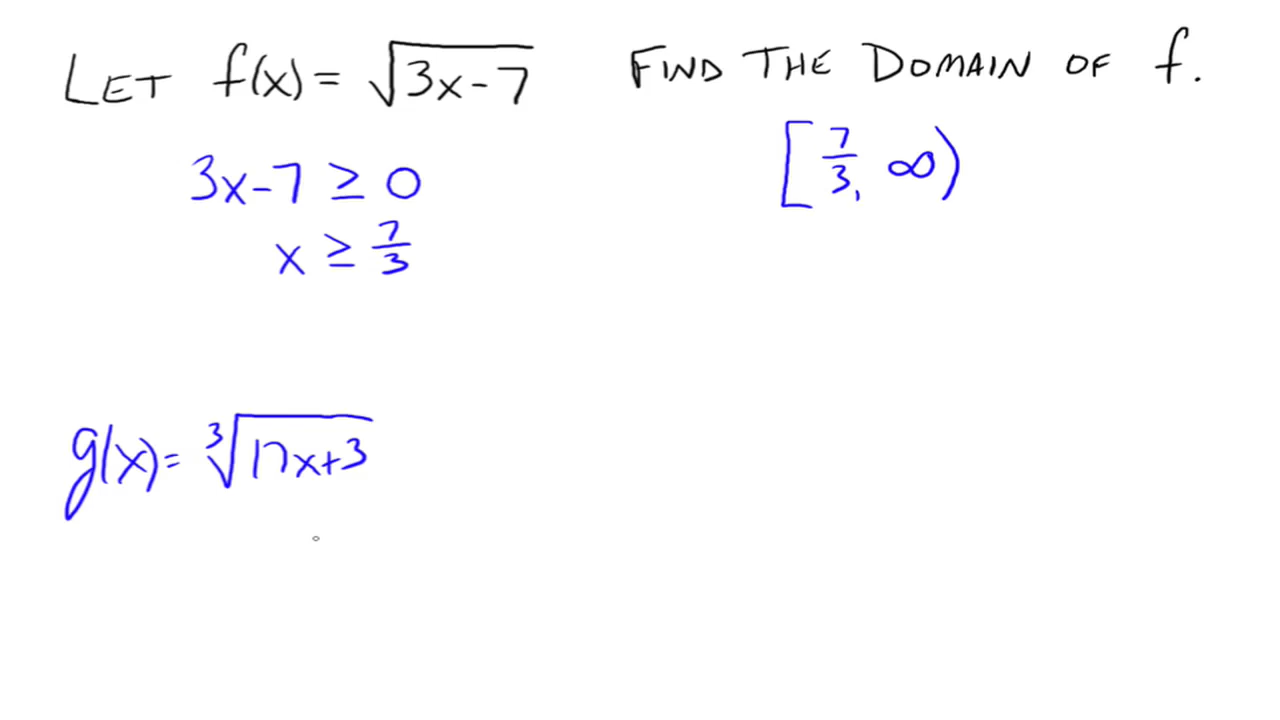 LET f(x) = √(3x-7) FIND THE DOMAIN OF f.
3x-7 ≥ 0 [7/3, ∞)
x ≥ 7/3
g(x) = ∛(17x+3)